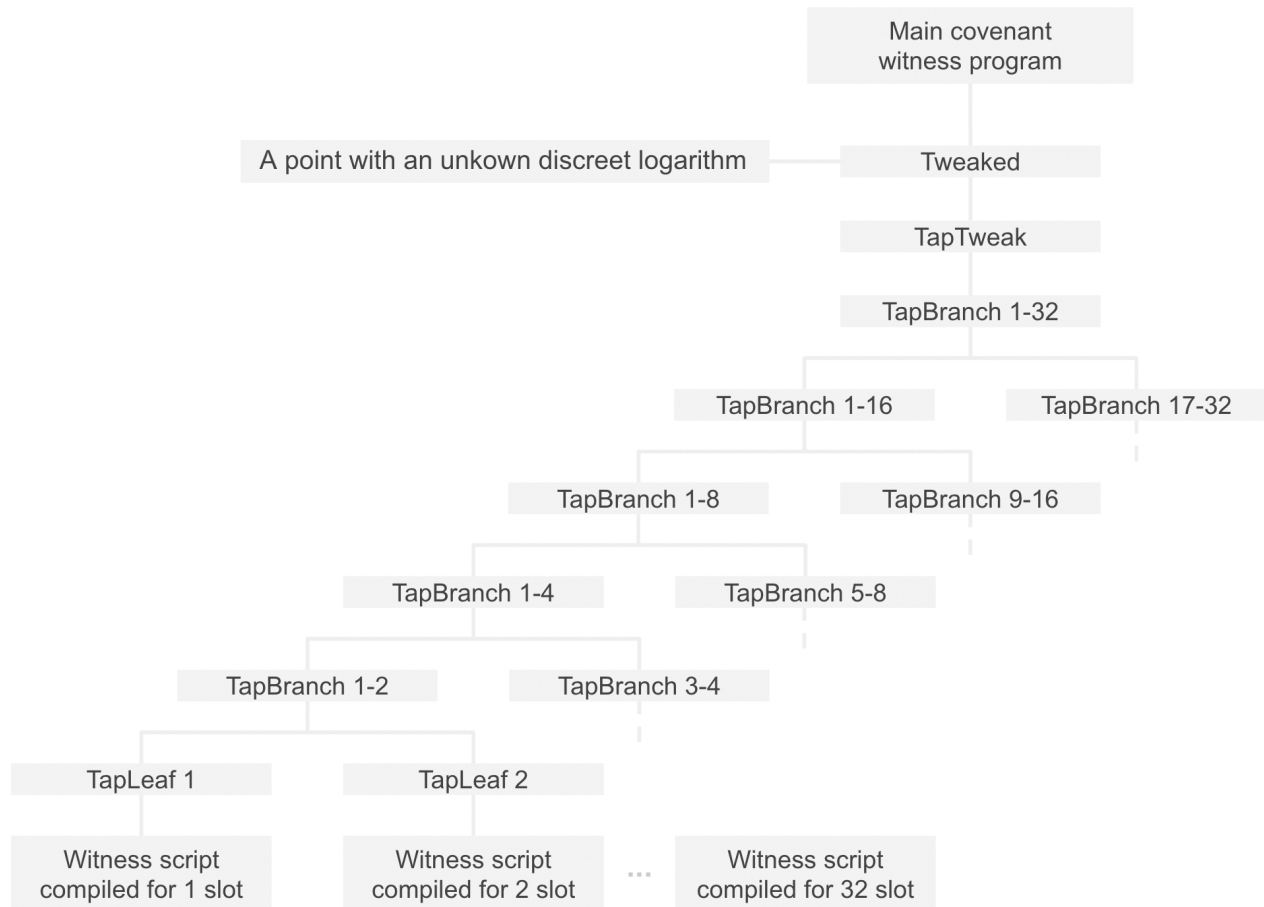 Main covenant
witness program
A point with an unkown discreet logarithm
Tweaked
TapTweak
TapBranch 1-32
TapBranch 1-16
TapBranch 17-32
TapBranch 1-8
TapBranch 9-16
TapBranch 1-4
TapBranch 5-8
TapBranch 1-2
TapBranch 3-4
TapLeaf 1
TapLeaf 2
Witness script
compiled for 1 slot
Witness script
compiled for 2 slot
...
Witness script
compiled for 32 slot